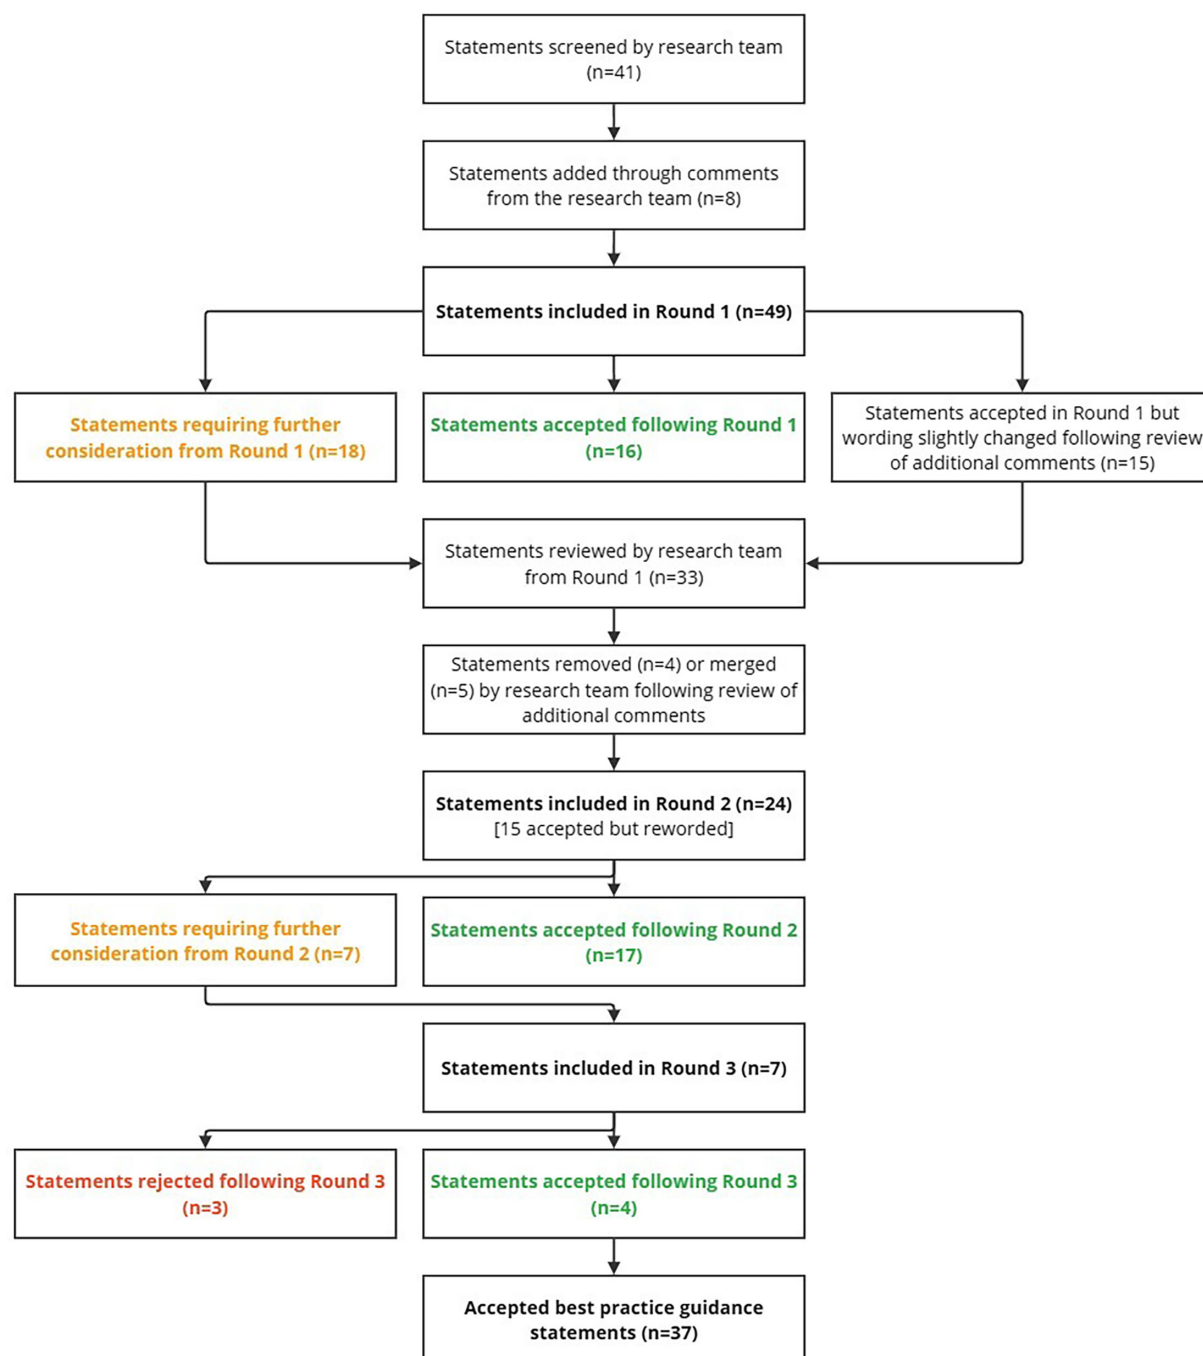 Statements screened by research team
(n=41)
Statements added through comments
from the research team (n=8)
Statements included in Round 1 (n=49)
Statements requiring further
consideration from Round 1 (n=18)
Statements accepted following Round 1
(n=16)
Statements accepted in Round 1 but
wording slightly changed following review
of additional comments (n=15)
Statements reviewed by research team
from Round 1 (n=33)
Statements removed (n=4) or merged
(n=5) by research team following review of
additional comments
Statements included in Round 2 (n=24)
[15 accepted but reworded]
Statements requiring further
consideration from Round 2 (n=7)
Statements accepted following Round 2
(n=17)
Statements included in Round 3 (n=7)
Statements rejected following Round 3
(n=3)
Statements accepted following Round 3
(n=4)
Accepted best practice guidance
statements (n=37)